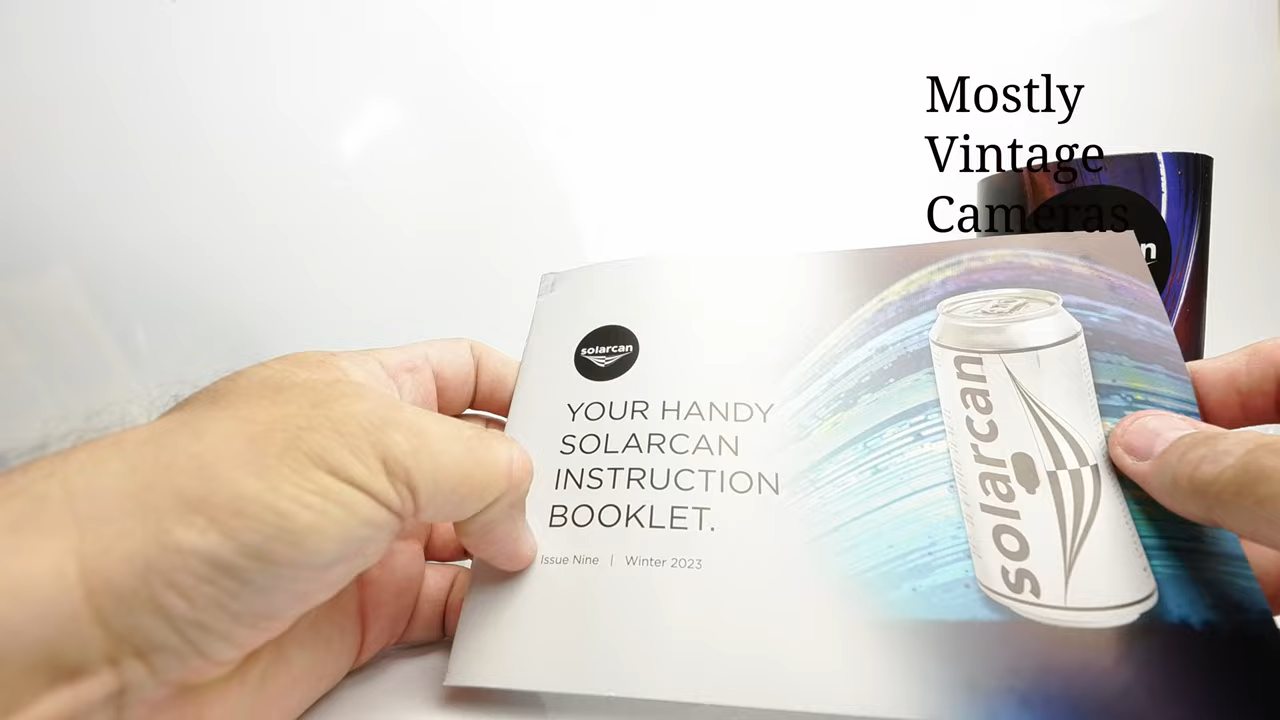 Mostly
Vintage
Cameras
n
solarcan
YOUR HANDY
SOLARCAN
INSTRUCTION
BOOKLET.
Issue Nine | Winter 2023
solarcan